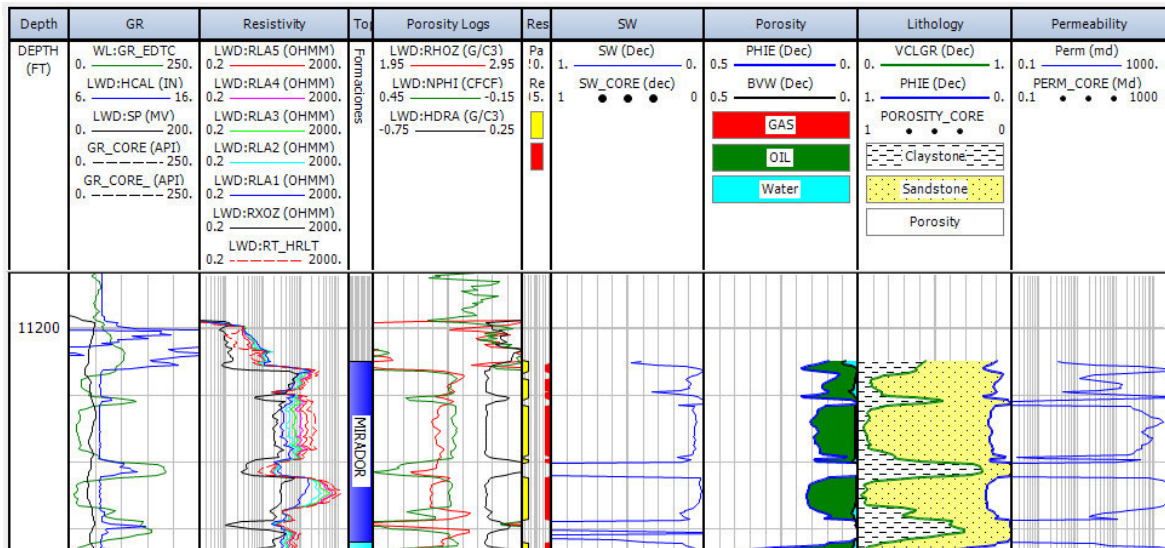 Depth GR Resistivity Top Porosity Logs Res SW Porosity Lithology Permeability
DEPTH
(FT)
WL:GR_EDTC
0. 250.
LWD:HCAL (IN)
6. 16.
LWD:SP (MV)
0. 200.
GR_CORE (API)
0. 250.
GR_CORE_ (API)
0. 250.
LWD:RLA5 (OHMM)
0.2 2000.
LWD:RLA4 (OHMM)
0.2 2000.
LWD:RLA3 (OHMM)
0.2 2000.
LWD:RLA2 (OHMM)
0.2 2000.
LWD:RLA1 (OHMM)
0.2 2000.
LWD:RXOZ (OHMM)
0.2 2000.
LWD:RT_HRLT
0.2 2000.
Formaciones
LWD:RHOZ (G/C3)
1.95 2.95
LWD:NPHI (CFCF)
0.45 -0.15
LWD:HDRA (G/C3)
-0.75 0.25
Pa
Re
SW (Dec)
1. 0.
SW_CORE (dec)
1 0
PHIE (Dec)
0.5 0.
BVW (Dec)
0.5 0.
GAS
OIL
Water
VCLGR (Dec)
0. 1.
PHIE (Dec)
1. 0.
POROSITY_CORE
1 0
Claystone
Sandstone
Porosity
Perm (md)
0.1 1000.
PERM_CORE (Md)
0.1 1000
11200
MIRADOR